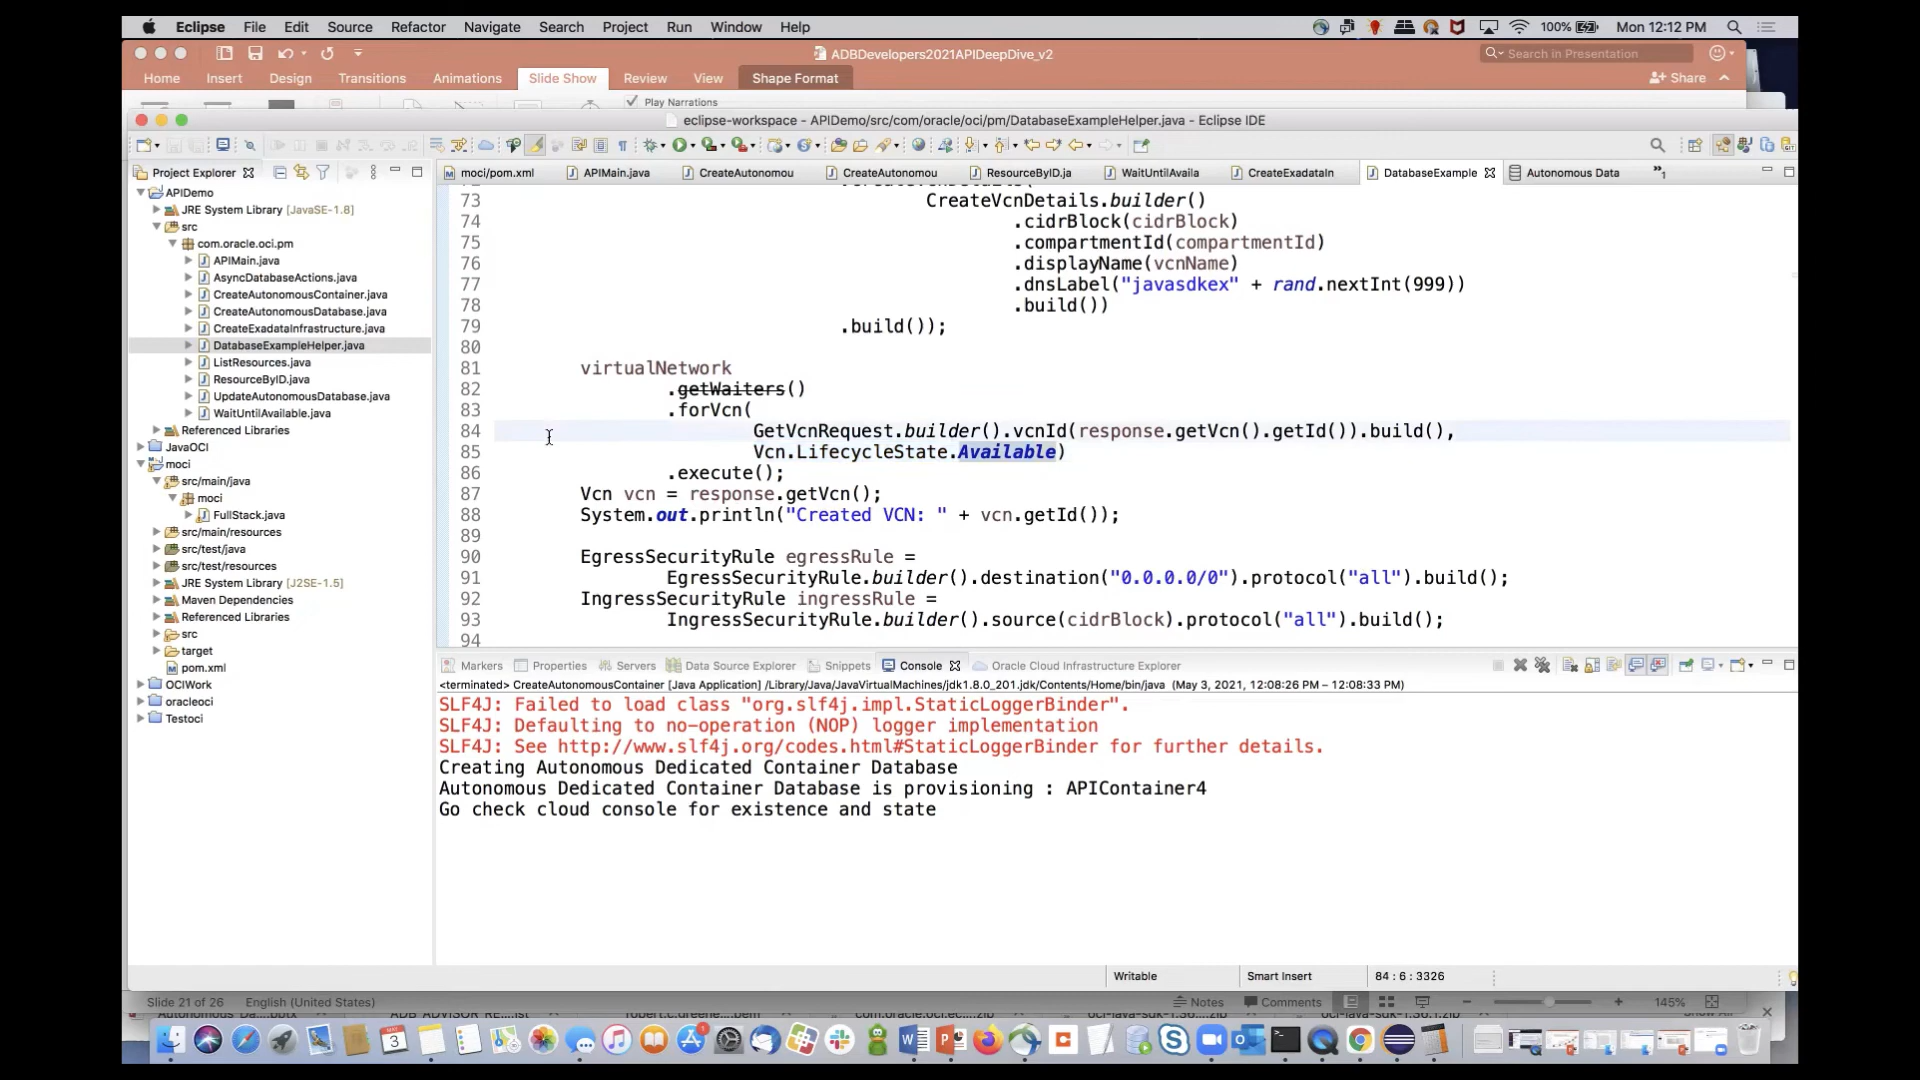 Eclipse File Edit Source Refactor Navigate Search Project Run Window Help 100% Mon 12:12 PM
ADBDevelopers2021APIDeepDive_v2 Search in Presentation
Home Insert Design Transitions Animations Slide Show Review View Shape Format Share
Play Narrations
eclipse-workspace - APIDemo/src/com/oracle/oci/pm/DatabaseExampleHelper.java - Eclipse IDE
Project Explorer
moci/pom.xml APIMain.java CreateAutonomou CreateAutonomou ResourceByID.ja WaitUntilAvaila CreateExadataIn DatabaseExample Autonomous Data »1
APIDemo
JRE System Library [JavaSE-1.8]
src
com.oracle.oci.pm
APIMain.java
AsyncDatabaseActions.java
CreateAutonomousContainer.java
CreateAutonomousDatabase.java
CreateExadataInfrastructure.java
DatabaseExampleHelper.java
ListResources.java
ResourceByID.java
UpdateAutonomousDatabase.java
WaitUntilAvailable.java
Referenced Libraries
JavaOCI
moci
src/main/java
moci
FullStack.java
src/main/resources
src/test/java
src/test/resources
JRE System Library [J2SE-1.5]
Maven Dependencies
Referenced Libraries
src
target
pom.xml
OCIWork
oracleoci
Testoci
73 CreateVcnDetails.builder()
74 .cidrBlock(cidrBlock)
75 .compartmentId(compartmentId)
76 .displayName(vcnName)
77 .dnsLabel("javasdkex" + rand.nextInt(999))
78 .build())
79 .build());
80
81 virtualNetwork
82 .getWaiters()
83 .forVcn(
84 GetVcnRequest.builder().vcnId(response.getVcn().getId()).build(),
85 Vcn.LifecycleState.Available)
86 .execute();
87 Vcn vcn = response.getVcn();
88 System.out.println("Created VCN: " + vcn.getId());
89
90 EgressSecurityRule egressRule =
91 EgressSecurityRule.builder().destination("0.0.0.0/0").protocol("all").build();
92 IngressSecurityRule ingressRule =
93 IngressSecurityRule.builder().source(cidrBlock).protocol("all").build();
94
Markers Properties Servers Data Source Explorer Snippets Console Oracle Cloud Infrastructure Explorer
<terminated> CreateAutonomousContainer [Java Application] /Library/Java/JavaVirtualMachines/jdk1.8.0_201.jdk/Contents/Home/bin/java (May 3, 2021, 12:08:26 PM – 12:08:33 PM)
SLF4J: Failed to load class "org.slf4j.impl.StaticLoggerBinder".
SLF4J: Defaulting to no-operation (NOP) logger implementation
SLF4J: See http://www.slf4j.org/codes.html#StaticLoggerBinder for further details.
Creating Autonomous Dedicated Container Database
Autonomous Dedicated Container Database is provisioning : APIContainer4
Go check cloud console for existence and state
Writable Smart Insert 84 : 6 : 3326
Slide 21 of 26 English (United States) Notes Comments 145%